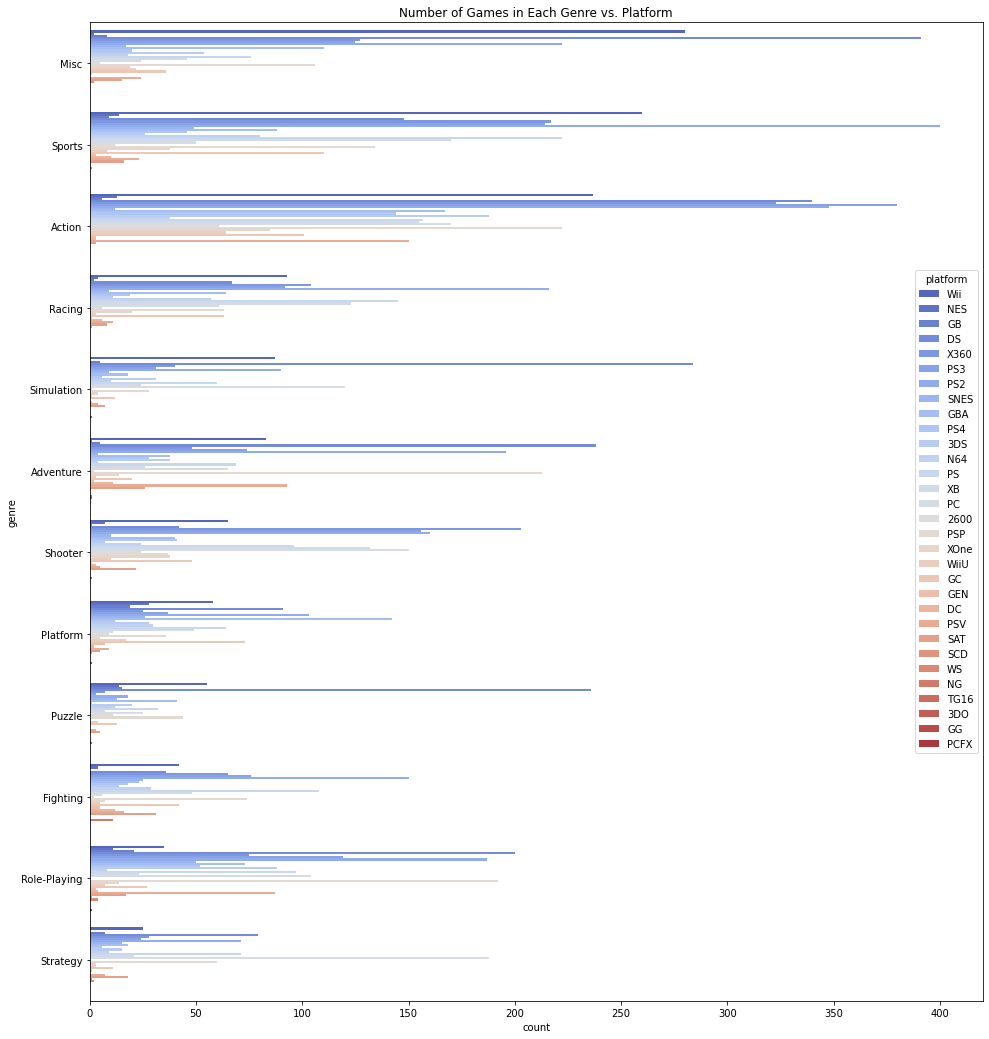 Number of Games in Each Genre vs. Platform
Misc
Sports
Action
Racing
Simulation
Adventure
Shooter
Platform
Puzzle
Fighting
Role-Playing
Strategy
genre
platform
Wii
NES
GB
DS
X360
PS3
PS2
SNES
GBA
PS4
3DS
N64
PS
XB
PC
2600
PSP
XOne
WiiU
GC
GEN
DC
PSV
SAT
SCD
WS
NG
TG16
3DO
GG
PCFX
0 50 100 150 200 250 300 350 400
count